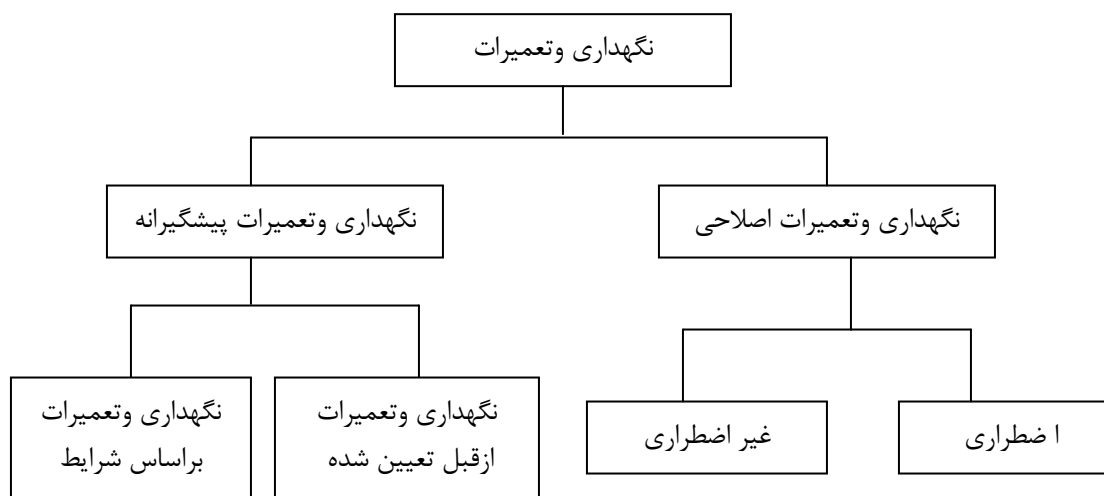 نگهداری وتعمیرات
نگهداری وتعمیرات اصلاحی
نگهداری وتعمیرات پیشگیرانه
ا ضطراری
غیر اضطراری
نگهداری وتعمیرات
ازقبل تعیین شده
نگهداری وتعمیرات
براساس شرایط